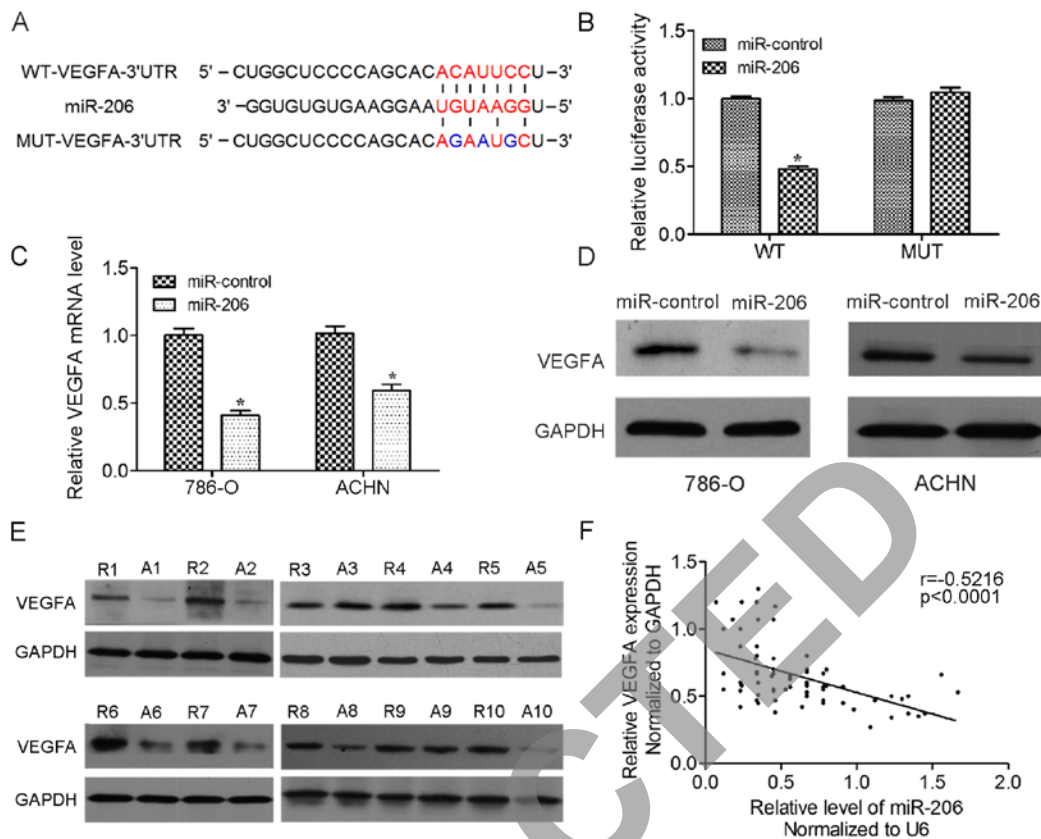 A
WT-VEGFA-3'UTR 5' - CUGGCUCCCCAGCACACAUUCCU - 3'
miR-206 3' - GGUGUGUGAAGGAAUGUAAGGU - 5'
MUT-VEGFA-3'UTR 5' - CUGGCUCCCCAGCACAGAAUGCU - 3'
B
miR-control
miR-206
Relative luciferase activity
1.5
1.0
0.5
0.0
*
WT MUT
C
miR-control
miR-206
Relative VEGFA mRNA level
1.5
1.0
0.5
0.0
* *
786-O ACHN
D
miR-control miR-206 miR-control miR-206
VEGFA
GAPDH
786-O ACHN
E
R1 A1 R2 A2 R3 A3 R4 A4 R5 A5
VEGFA
GAPDH
R6 A6 R7 A7 R8 A8 R9 A9 R10 A10
VEGFA
GAPDH
F
Relative VEGFA expression
Normalized to GAPDH
1.5
1.0
0.5
0.0
r=-0.5216
p<0.0001
0.0 0.5 1.0 1.5 2.0
Relative level of miR-206
Normalized to U6
CTED